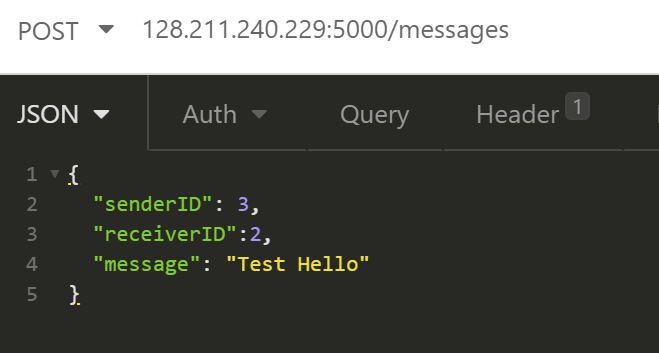 POST 128.211.240.229:5000/messages
JSON Auth Query Header 1
1 {
2 "senderID": 3,
3 "receiverID":2,
4 "message": "Test Hello"
5 }